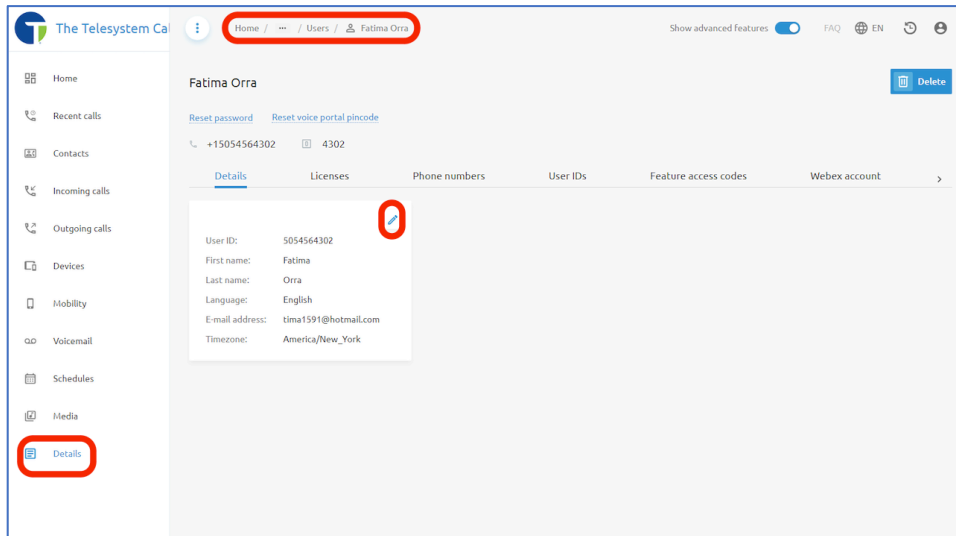 The Telesystem Cal
Home / ··· / Users / Fatima Orra
Show advanced features
FAQ
EN
Home
Recent calls
Contacts
Incoming calls
Outgoing calls
Devices
Mobility
Voicemail
Schedules
Media
Details
Fatima Orra
Delete
Reset password Reset voice portal pincode
+15054564302 4302
Details Licenses Phone numbers User IDs Feature access codes Webex account
User ID: 5054564302
First name: Fatima
Last name: Orra
Language: English
E-mail address: tima1591@hotmail.com
Timezone: America/New_York